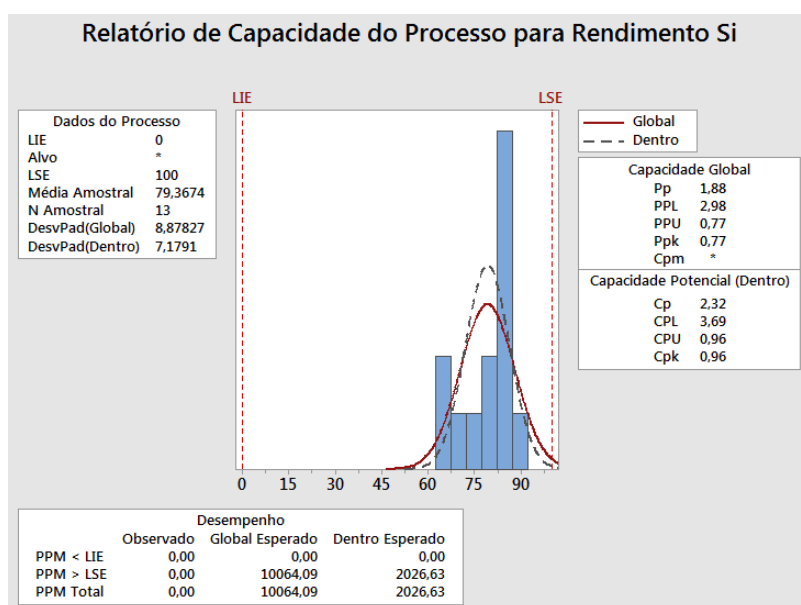 Relatório de Capacidade do Processo para Rendimento Si
LIE LSE
Dados do Processo
LIE 0
Alvo *
LSE 100
Média Amostral 79,3674
N Amostral 13
DesvPad(Global) 8,87827
DesvPad(Dentro) 7,1791
Global
Dentro
Capacidade Global
Pp 1,88
PPL 2,98
PPU 0,77
Ppk 0,77
Cpm *
Capacidade Potencial (Dentro)
Cp 2,32
CPL 3,69
CPU 0,96
Cpk 0,96
0 15 30 45 60 75 90
Desempenho
Observado Global Esperado Dentro Esperado
PPM < LIE 0,00 0,00 0,00
PPM > LSE 0,00 10064,09 2026,63
PPM Total 0,00 10064,09 2026,63